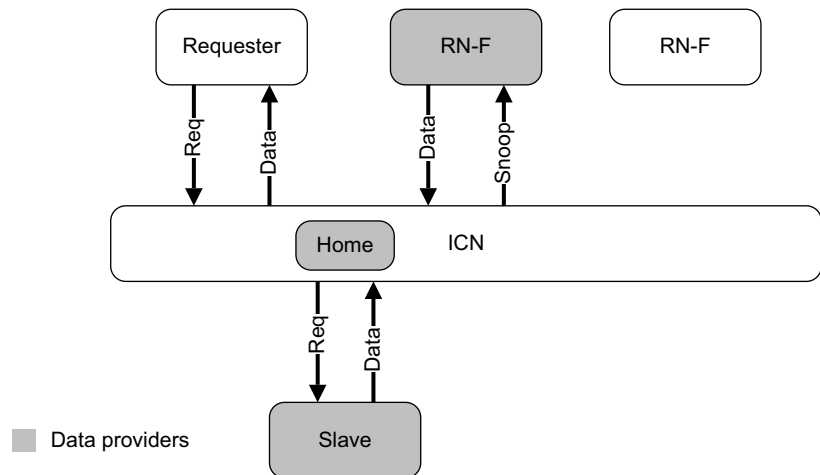 Requester
RN-F
RN-F
Req
Data
Data
Snoop
Home
ICN
Req
Data
Data providers
Slave